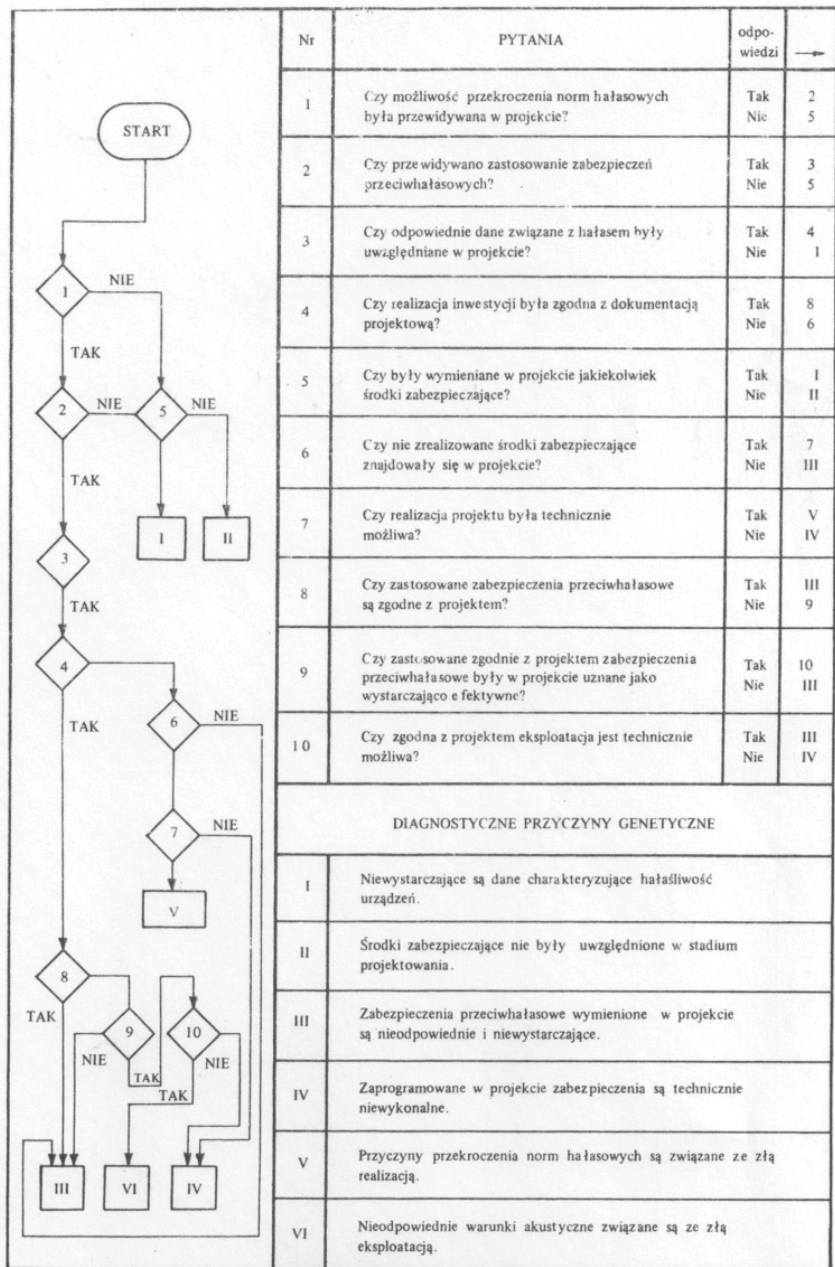 START
1
NIE
TAK
2
NIE
5
NIE
TAK
I
II
3
TAK
4
TAK
6
NIE
7
NIE
V
8
TAK
9
10
NIE
TAK
TAK
NIE
III
VI
IV
Nr PYTANIA odpo-
wiedzi →
1 Czy możliwość przekroczenia norm hałasowych Tak 2
była przewidywana w projekcie? Nie 5
2 Czy przewidywano zastosowanie zabezpieczeń Tak 3
przeciwhałasowych? Nie 5
3 Czy odpowiednie dane związane z hałasem były Tak 4
uwzględniane w projekcie? Nie I
4 Czy realizacja inwestycji była zgodna z dokumentacją Tak 8
projektową? Nie 6
5 Czy były wymieniane w projekcie jakiekolwiek Tak I
środki zabezpieczające? Nie II
6 Czy nie zrealizowane środki zabezpieczające Tak 7
znajdowały się w projekcie? Nie III
7 Czy realizacja projektu była technicznie Tak V
możliwa? Nie IV
8 Czy zastosowane zabezpieczenia przeciwhałasowe Tak III
są zgodne z projektem? Nie 9
9 Czy zastosowane zgodnie z projektem zabezpieczenia Tak 10
przeciwhałasowe były w projekcie uznane jako Nie III
wystarczająco e fektywne?
10 Czy zgodna z projektem eksploatacja jest technicznie Tak III
możliwa? Nie IV
DIAGNOSTYCZNE PRZYCZYNY GENETYCZNE
I Niewystarczające są dane charakteryzujące hałaśliwość
urządzeń.
II Środki zabezpieczające nie były uwzględnione w stadium
projektowania.
III Zabezpieczenia przeciwhałasowe wymienione w projekcie
są nieodpowiednie i niewystarczające.
IV Zaprogramowane w projekcie zabezpieczenia są technicznie
niewykonalne.
V Przyczyny przekroczenia norm hałasowych są związane ze złą
realizacją.
VI Nieodpowiednie warunki akustyczne związane są ze złą
eksploatacją.